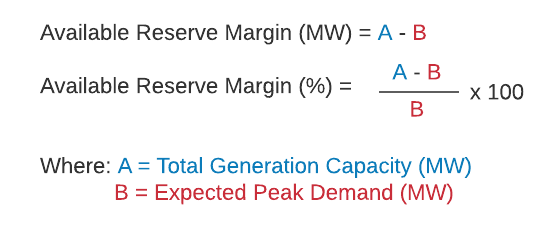 Available Reserve Margin (MW) = A - B
Available Reserve Margin (%) = 
A - B
B
x 100
Where: A = Total Generation Capacity (MW)
B = Expected Peak Demand (MW)